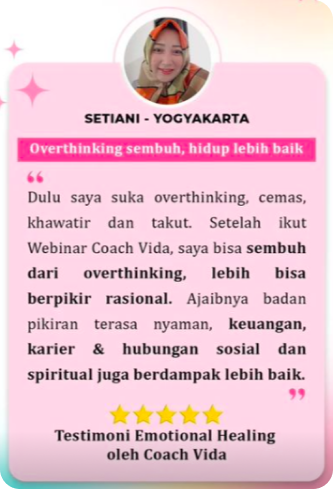 SETIANI - YOGYAKARTA
Overthinking sembuh, hidup lebih baik
“
Dulu saya suka overthinking, cemas,
khawatir dan takut. Setelah ikut
Webinar Coach Vida, saya bisa sembuh
dari overthinking, lebih bisa
berpikir rasional. Ajaibnya badan
pikiran terasa nyaman, keuangan,
karier & hubungan sosial dan
spiritual juga berdampak lebih baik.
”
Testimoni Emotional Healing
oleh Coach Vida